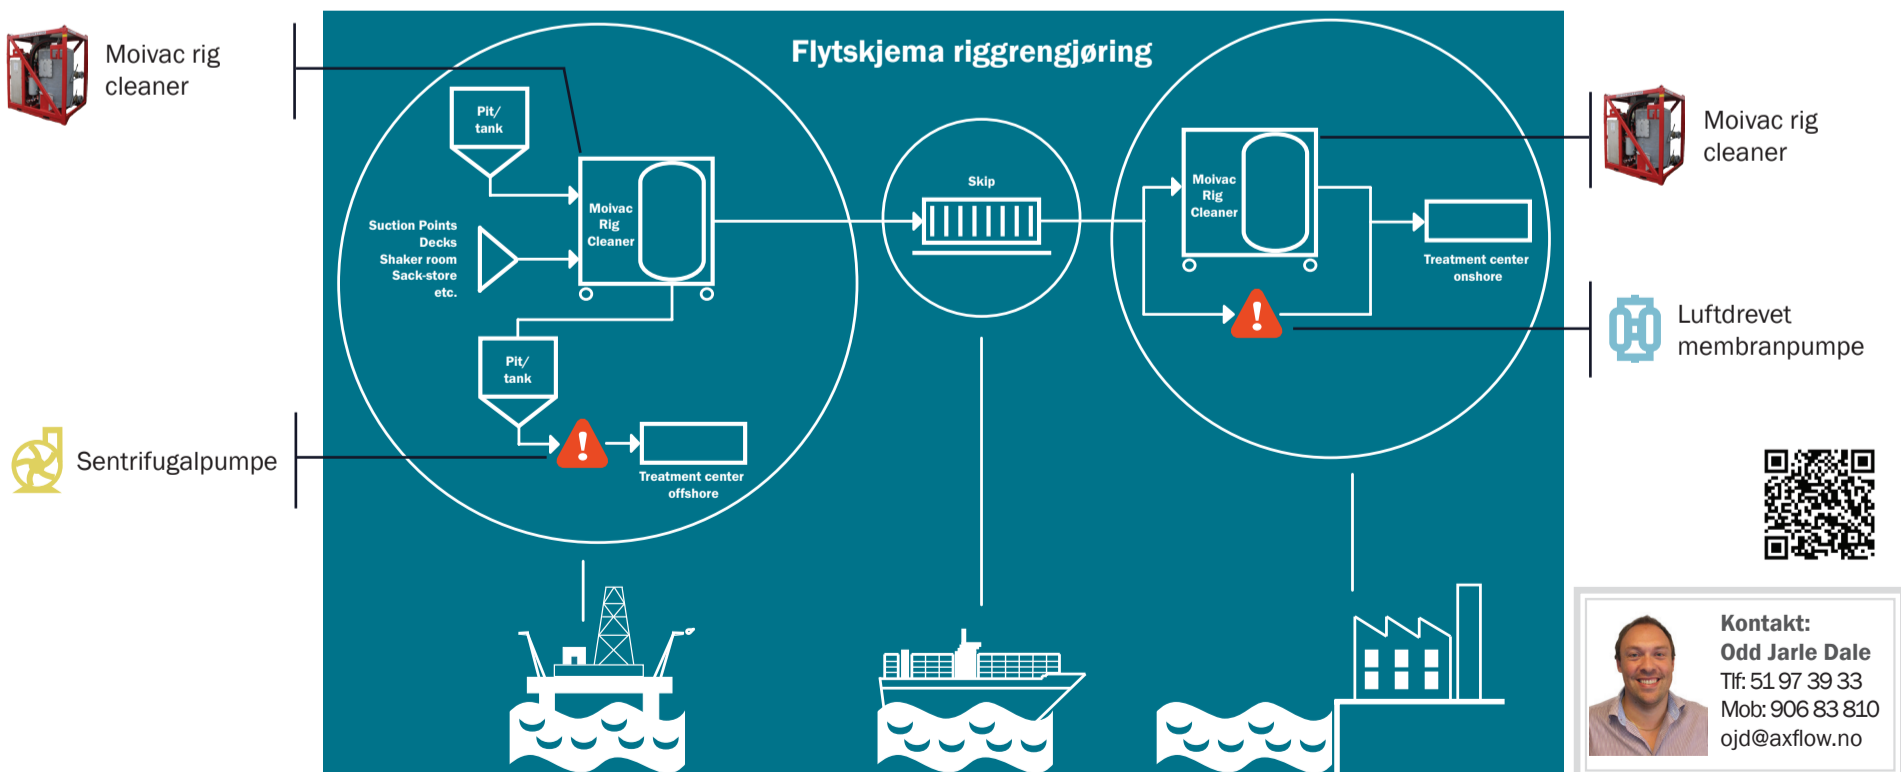 Flytskjema riggrengjøring
Moivac rig
cleaner
Pit/
tank
Suction Points
Decks
Shaker room
Sack-store
etc.
Moivac
Rig
Cleaner
Pit/
tank
Sentrifugalpumpe
Treatment center
offshore
Skip
Moivac
Rig
Cleaner
Treatment center
onshore
Moivac rig
cleaner
Luftdrevet
membranpumpe
Kontakt:
Odd Jarle Dale
Tlf: 51 97 39 33
Mob: 906 83 810
ojd@axflow.no